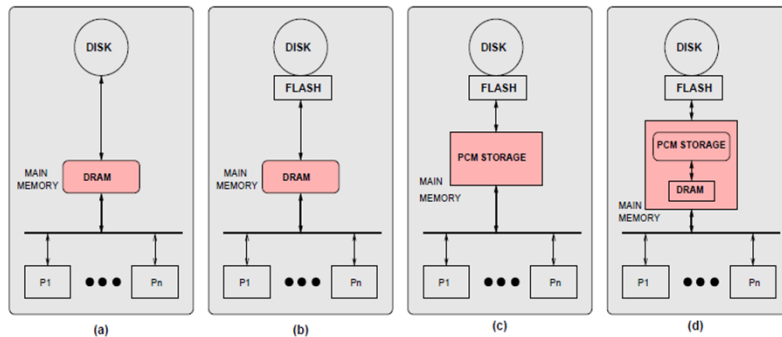 DISK
MAIN
MEMORY
DRAM
P1
Pn
(a)
DISK
FLASH
MAIN
MEMORY
DRAM
P1
Pn
(b)
DISK
FLASH
PCM STORAGE
MAIN
MEMORY
P1
Pn
(c)
DISK
FLASH
PCM STORAGE
DRAM
MAIN
MEMORY
P1
Pn
(d)